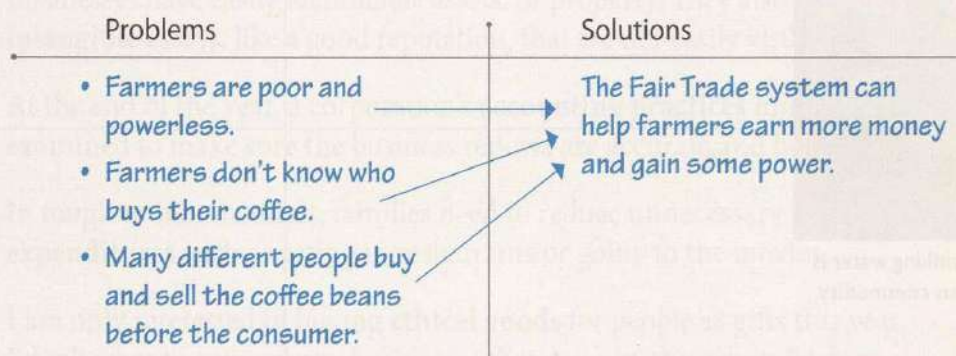 Problems
Solutions
• Farmers are poor and
powerless.
• Farmers don't know who
buys their coffee.
• Many different people buy
and sell the coffee beans
before the consumer.
The Fair Trade system can
help farmers earn more money
and gain some power.